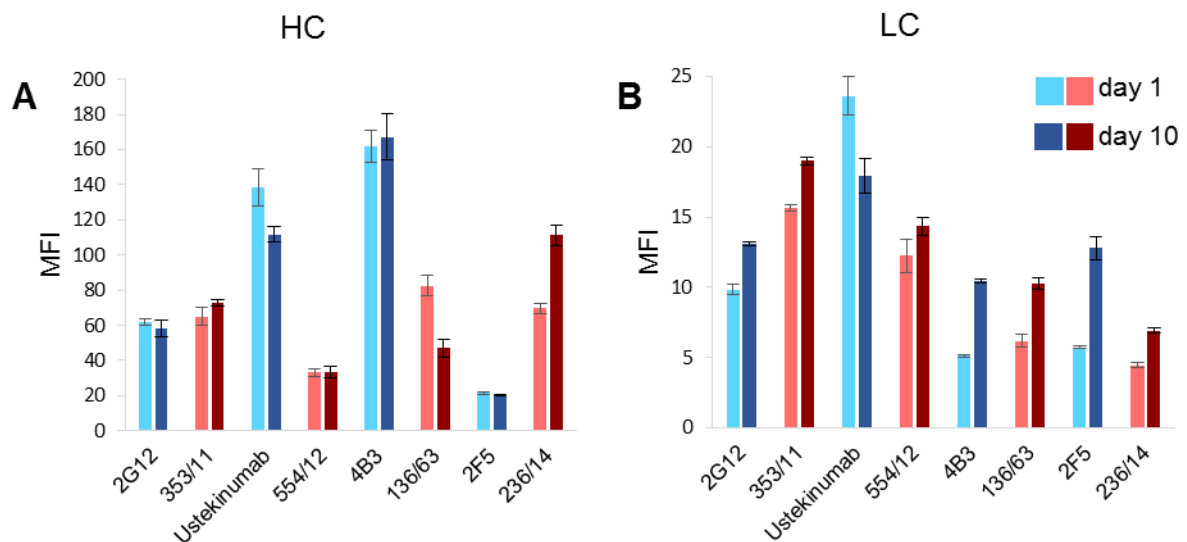 HC
A
MFI
200
180
160
140
120
100
80
60
40
20
0
2G12
353/11
Ustekinumab
554/12
4B3
136/63
2F5
236/14
LC
B
MFI
25
20
15
10
5
0
2G12
353/11
Ustekinumab
554/12
4B3
136/63
2F5
236/14
day 1
day 10